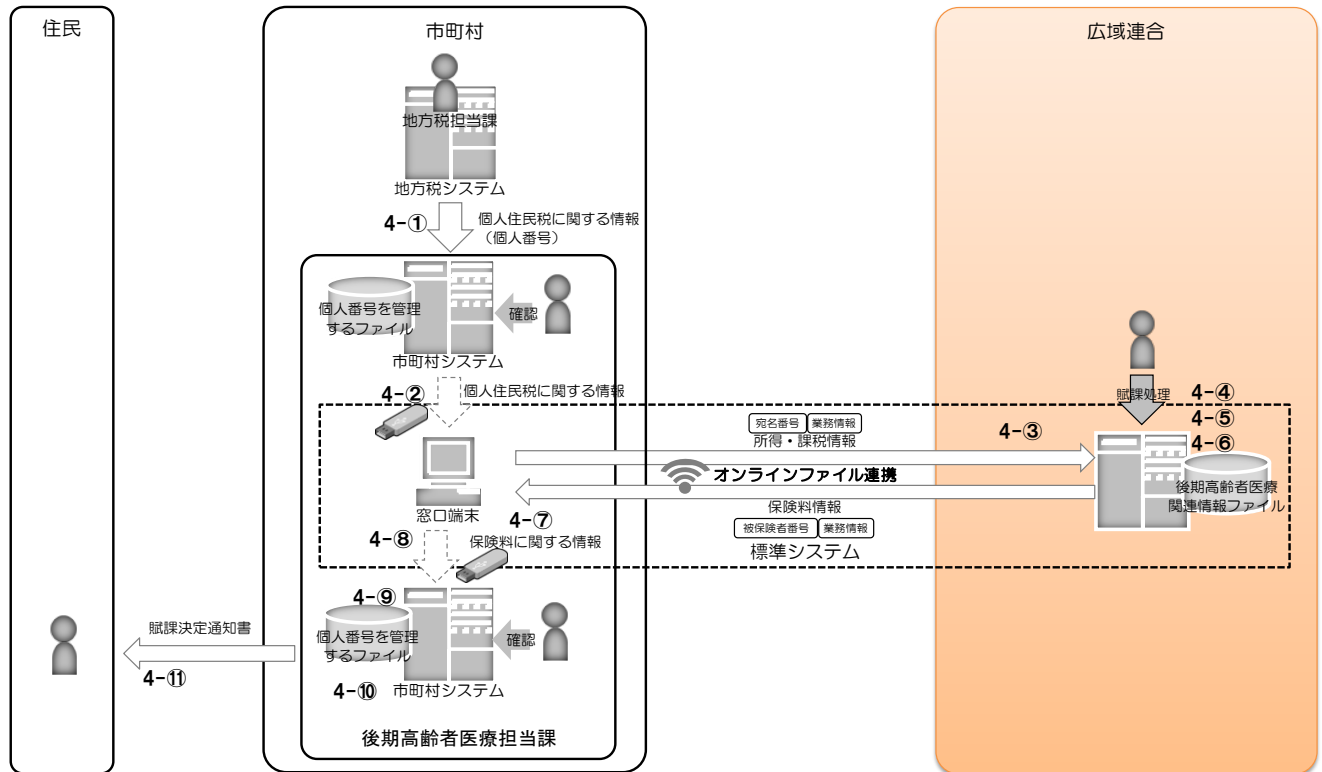 住民
市町村
広域連合
地方税担当課
地方税システム
4-①
個人住民税に関する情報
（個人番号）
個人番号を管理
するファイル
確認
市町村システム
4-②
個人住民税に関する情報
賦課処理
4-④
4-⑤
4-⑥
宛名番号
業務情報
所得・課税情報
4-③
オンラインファイル連携
後期高齢者医療
関連情報ファイル
窓口端末
保険料情報
4-⑦
被保険者番号
業務情報
4-⑧
保険料に関する情報
標準システム
4-⑨
個人番号を管理
するファイル
確認
賦課決定通知書
4-⑪
4-⑩
市町村システム
後期高齢者医療担当課